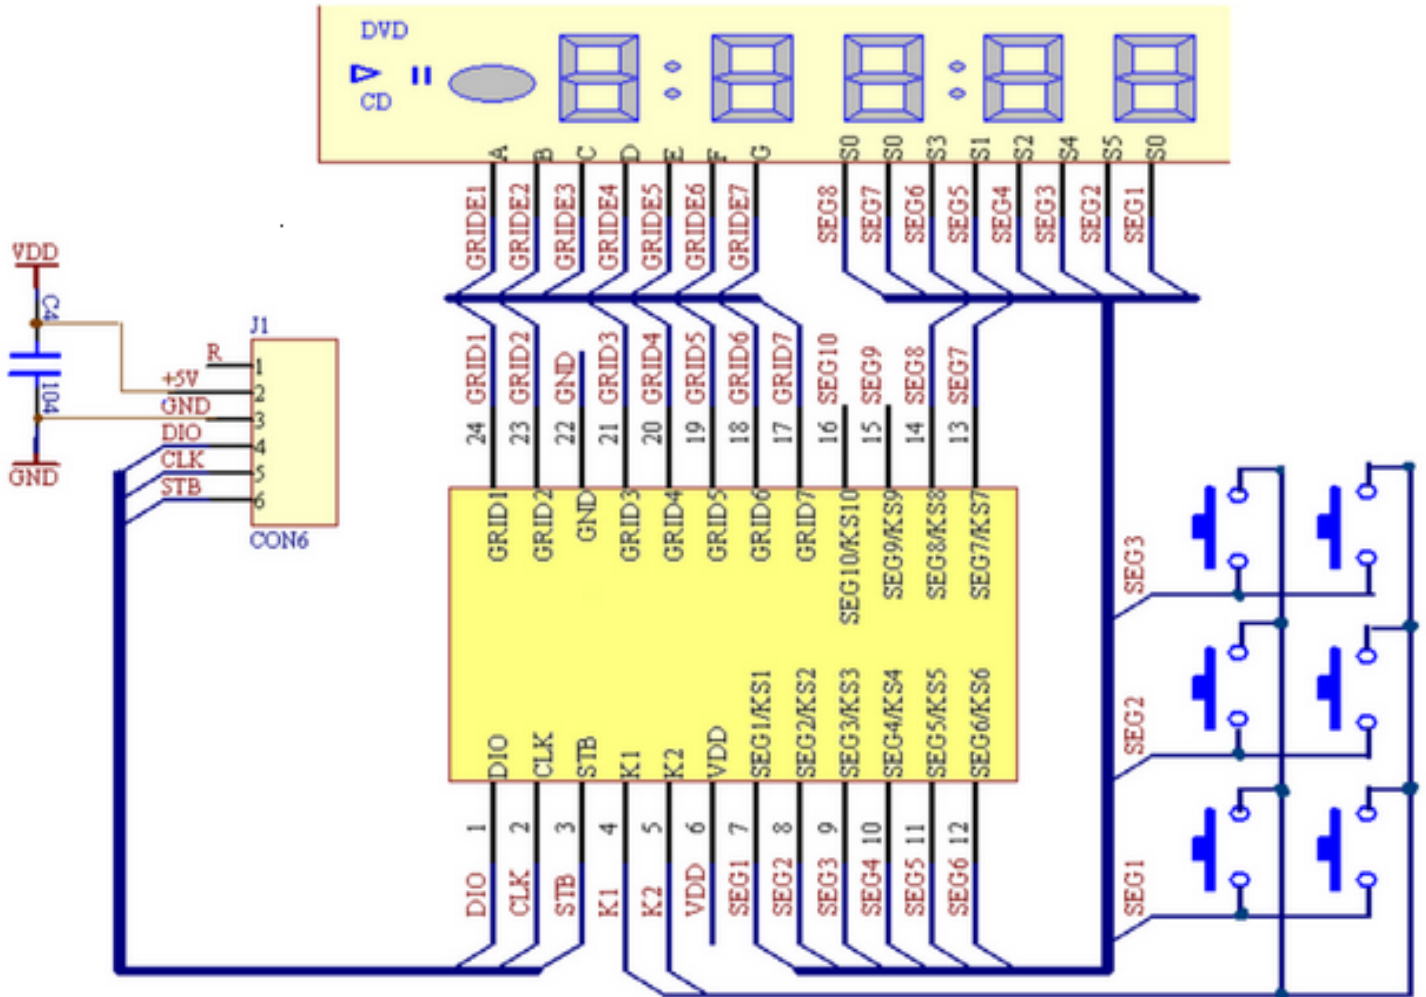 DVD
CD
A
B
C
D
E
F
G
S0
S0
S3
S1
S2
S4
S5
S0
GRIDE1
GRIDE2
GRIDE3
GRIDE4
GRIDE5
GRIDE6
GRIDE7
SEG8
SEG7
SEG6
SEG5
SEG4
SEG3
SEG2
SEG1
VDD
C4
104
GND
J1
R
+5V
GND
DIO
CLK
STB
1
2
3
4
5
6
CON6
GRID1
GRID2
GND
GRID3
GRID4
GRID5
GRID6
GRID7
SEG10
SEG9
SEG8
SEG7
24
23
22
21
20
19
18
17
16
15
14
13
GRID1
GRID2
GND
GRID3
GRID4
GRID5
GRID6
GRID7
SEG10/KS10
SEG9/KS9
SEG8/KS8
SEG7/KS7
DIO
CLK
STB
K1
K2
VDD
SEG1/KS1
SEG2/KS2
SEG3/KS3
SEG4/KS4
SEG5/KS5
SEG6/KS6
1
2
3
4
5
6
7
8
9
10
11
12
DIO
CLK
STB
K1
K2
VDD
SEG1
SEG2
SEG3
SEG4
SEG5
SEG6
SEG3
SEG2
SEG1